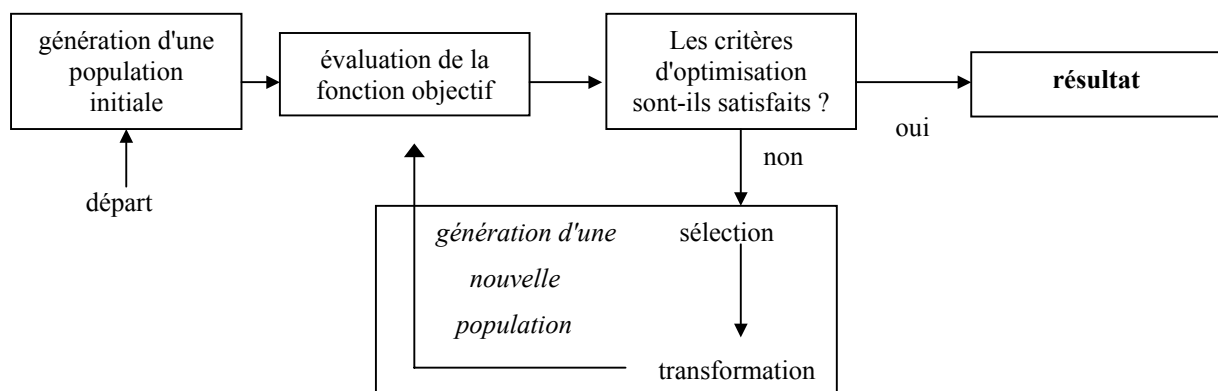 génération d'une
population
initiale
évaluation de la
fonction objectif
Les critères
d'optimisation
sont-ils satisfaits ?
résultat
oui
non
départ
génération d'une
nouvelle
population
sélection
transformation